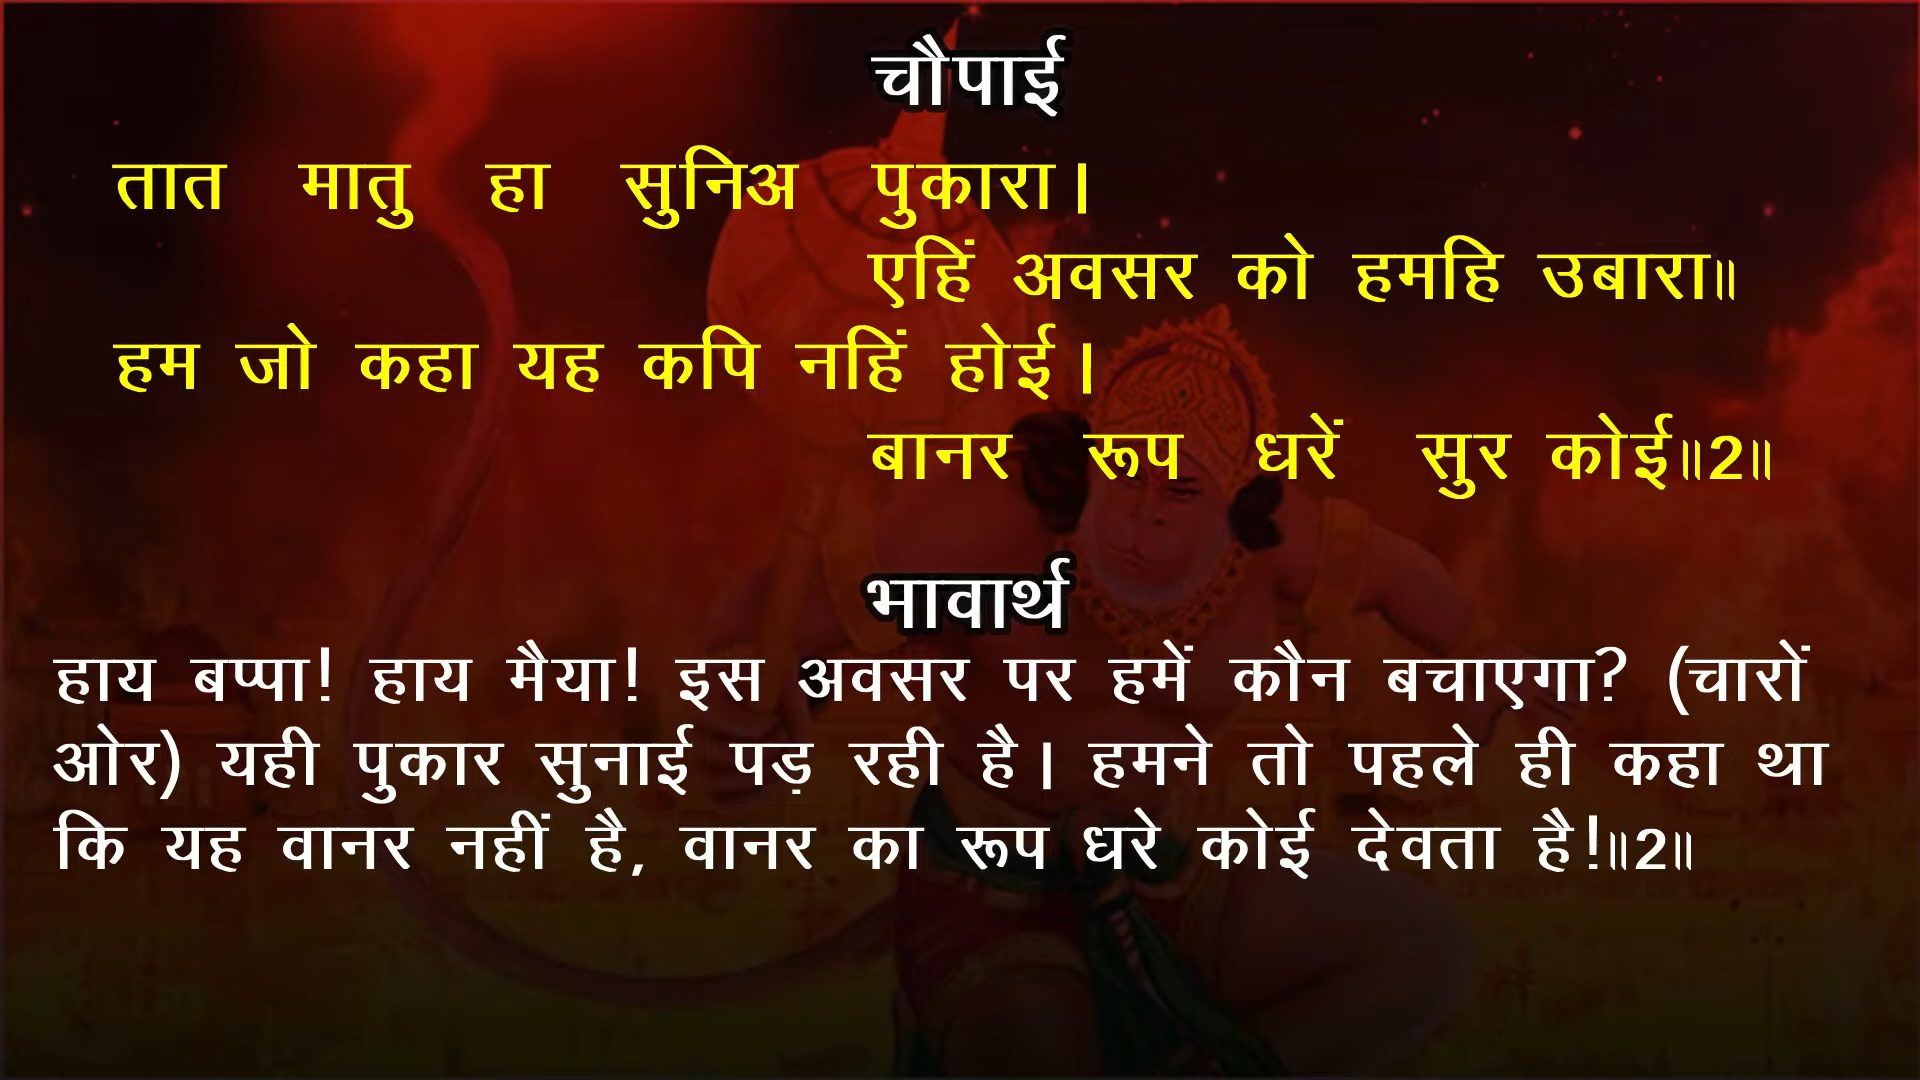 चौपाई
तात मातु हा सुनिअ पुकारा।
एहिं अवसर को हमहि उबारा॥
हम जो कहा यह कपि नहिं होई।
बानर रूप धरें सुर कोई॥2॥
भावार्थ
हाय बप्पा! हाय मैया! इस अवसर पर हमें कौन बचाएगा? (चारों
ओर) यही पुकार सुनाई पड़ रही है। हमने तो पहले ही कहा था
कि यह वानर नहीं है, वानर का रूप धरे कोई देवता है!॥2॥